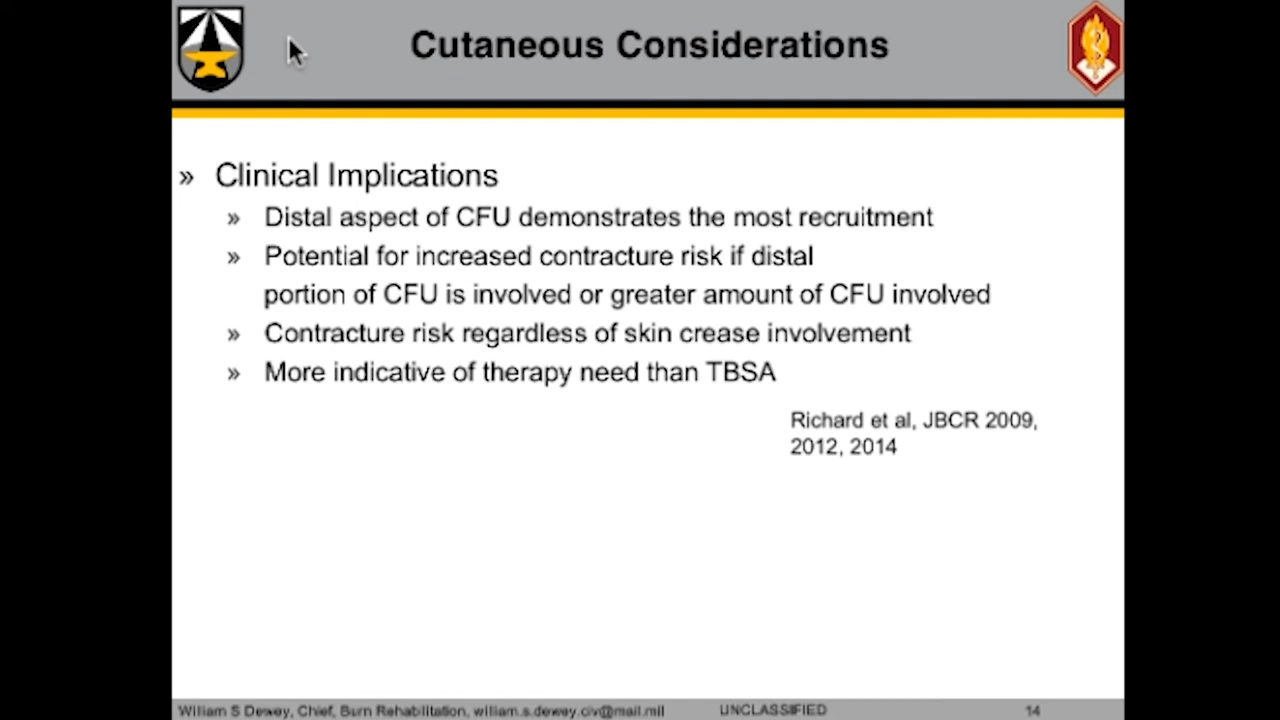 Cutaneous Considerations
» Clinical Implications
» Distal aspect of CFU demonstrates the most recruitment
» Potential for increased contracture risk if distal
portion of CFU is involved or greater amount of CFU involved
» Contracture risk regardless of skin crease involvement
» More indicative of therapy need than TBSA
Richard et al, JBCR 2009,
2012, 2014
William S Dewey, Chief, Burn Rehabilitation, william.s.dewey.civ@mail.mil UNCLASSIFIED 14